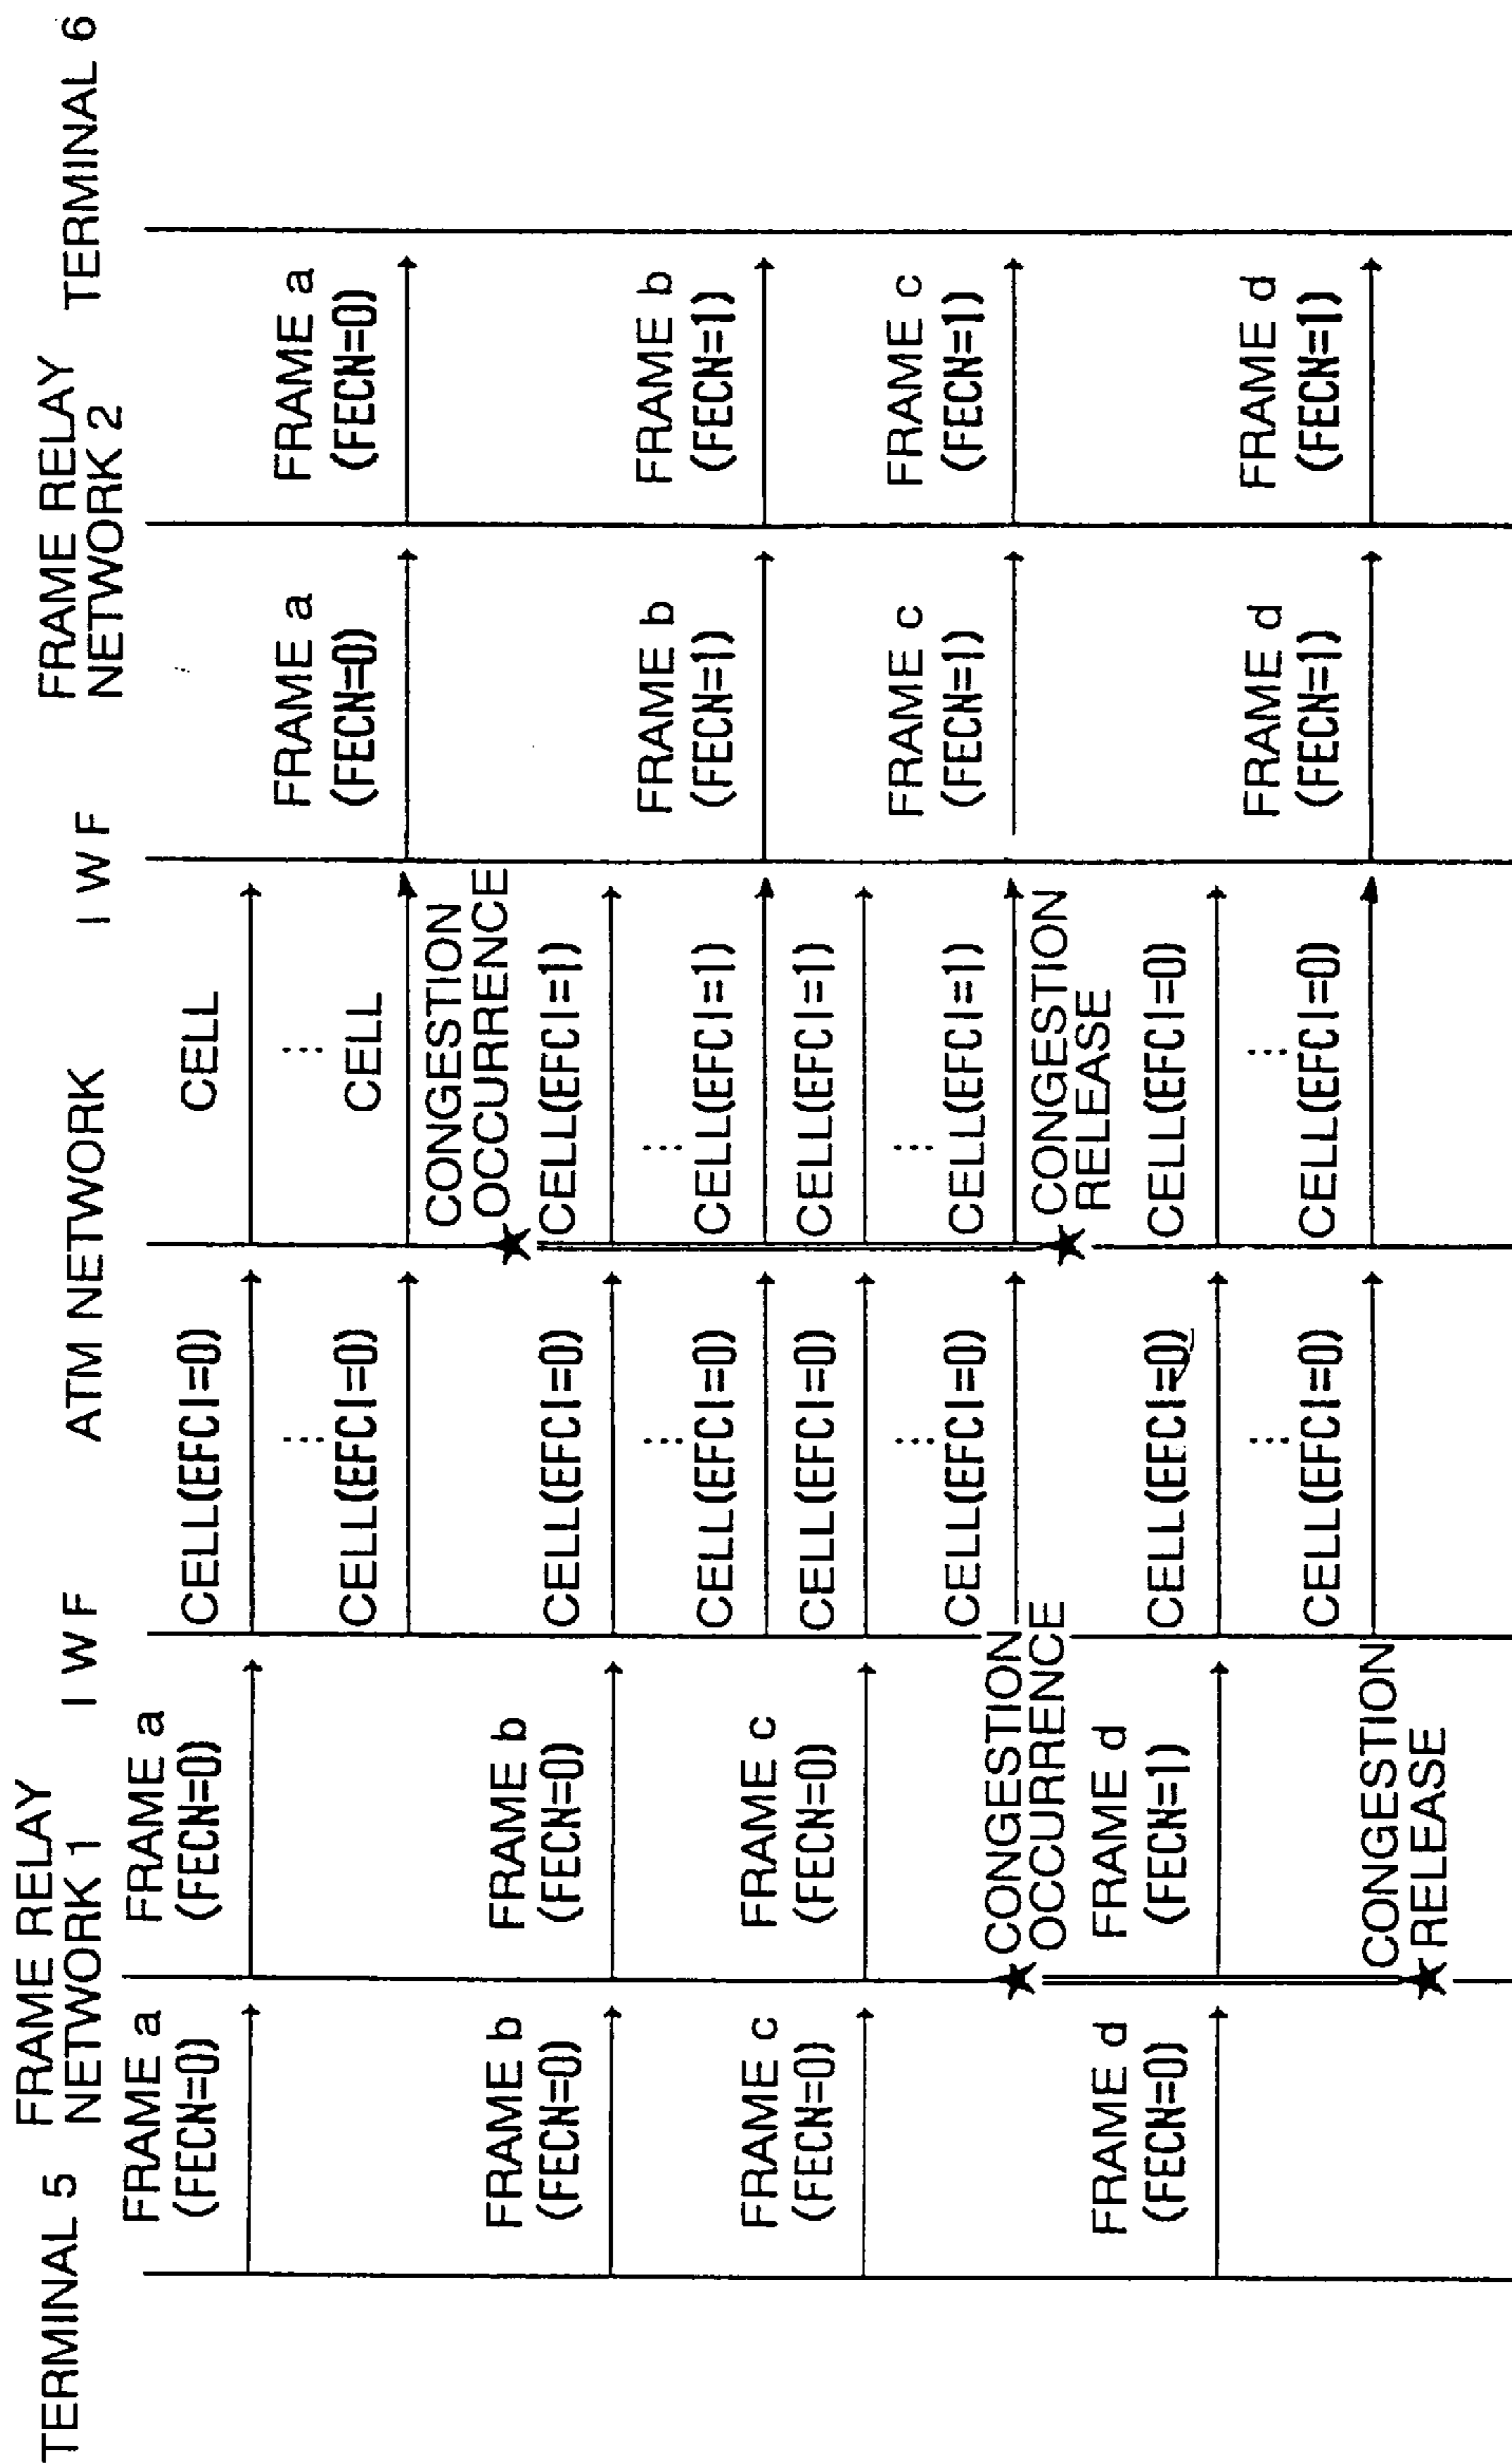 TERMINAL 5
FRAME RELAY
NETWORK 1
I W F
ATM NETWORK
I W F
FRAME RELAY
NETWORK 2
TERMINAL 6
FRAME a
(FECN=0)
FRAME a
(FECN=0)
CELL(EFCI=0)
CELL
⋮
⋮
CELL(EFCI=0)
CELL
FRAME a
(FECN=0)
FRAME a
(FECN=0)
CONGESTION
OCCURRENCE
FRAME b
(FECN=0)
FRAME b
(FECN=0)
CELL(EFCI=0)
CELL(EFCI=1)
⋮
⋮
CELL(EFCI=0)
CELL(EFCI=1)
FRAME b
(FECN=1)
FRAME b
(FECN=1)
FRAME c
(FECN=0)
FRAME c
(FECN=0)
CELL(EFCI=0)
CELL(EFCI=1)
⋮
⋮
CELL(EFCI=0)
CELL(EFCI=1)
FRAME c
(FECN=1)
FRAME c
(FECN=1)
CONGESTION
OCCURRENCE
CONGESTION
RELEASE
FRAME d
(FECN=0)
FRAME d
(FECN=1)
CELL(EFCI=0)
CELL(EFCI=0)
⋮
⋮
CELL(EFCI=0)
CELL(EFCI=0)
FRAME d
(FECN=1)
FRAME d
(FECN=1)
CONGESTION
RELEASE